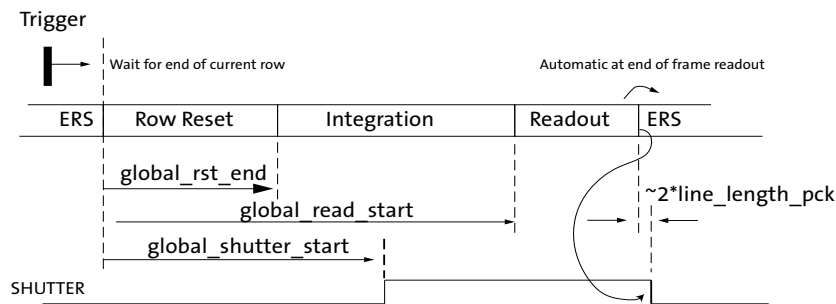 Trigger
Wait for end of current row
Automatic at end of frame readout
ERS Row Reset Integration Readout ERS
global_rst_end
~2*line_length_pck
global_read_start
global_shutter_start
SHUTTER